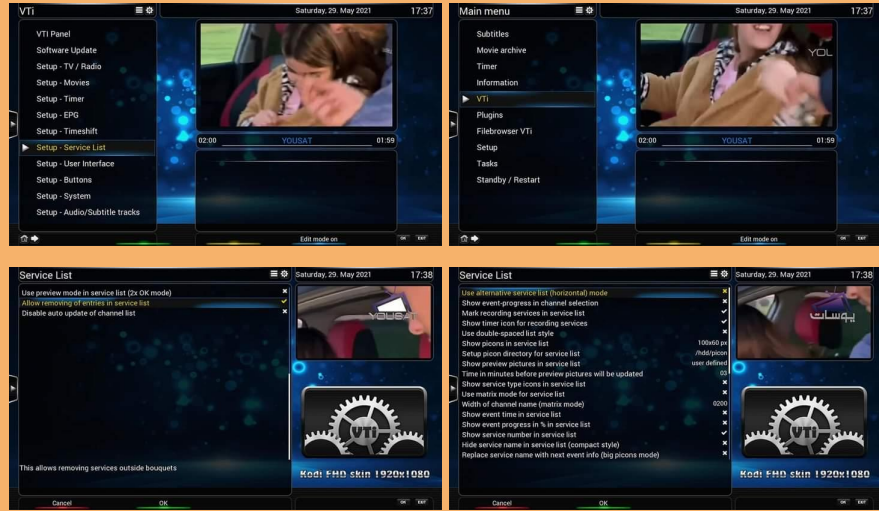 VTi
Saturday, 29. May 2021
17:37
VTI Panel
Software Update
Setup - TV / Radio
Setup - Movies
Setup - Timer
Setup - EPG
Setup - Timeshift
Setup - Service List
Setup - User Interface
Setup - Buttons
Setup - System
Setup - Audio/Subtitle tracks
02:00 YOUSAT 01:59
Edit mode on
OK EXIT
Main menu
Saturday, 29. May 2021
17:37
Subtitles
Movie archive
Timer
Information
VTi
Plugins
Filebrowser VTi
Setup
Tasks
Standby / Restart
YOU
02:00 YOUSAT 01:59
Edit mode on
OK EXIT
Service List
Saturday, 29. May 2021
17:38
Use preview mode in service list (2x OK mode)
Allow removing of entries in service list
Disable auto update of channel list
YOUSAT
VTi
Kodi FHD skin 1920x1080
This allows removing services outside bouquets
Cancel
OK
OK EXIT
Service List
Saturday, 29. May 2021
17:38
Use alternative service list (horizontal) mode
Show event-progress in channel selection
Mark recording services in service list
Show timer icon for recording services
Use double-spaced list style
Show picons in service list 100x60 px
Setup picon directory for service list /hdd/picon
Show preview pictures in service list user defined
Time in minutes before preview pictures will be updated 03
Show service type icons in service list
Use matrix mode for service list
Width of channel name (matrix mode) 0200
Show event time in service list
Show event progress in % in service list
Show service number in service list
Hide service name in service list (compact style)
Replace service name with next event info (big picons mode)
يوسات
VTi
Kodi FHD skin 1920x1080
Cancel
OK
OK EXIT